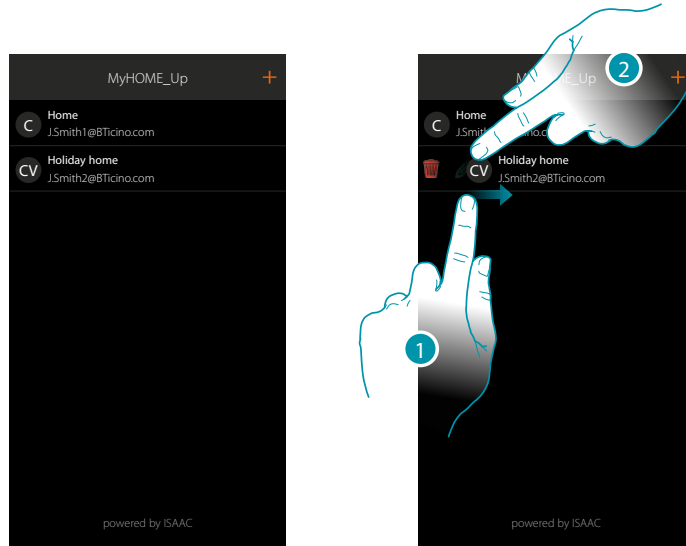 MyHOME_Up +
C Home
J.Smith1@BTicino.com
CV Holiday home
J.Smith2@BTicino.com
powered by ISAAC
2
+
C Home
CV Holiday home
J.Smith2@BTicino.com
1
powered by ISAAC